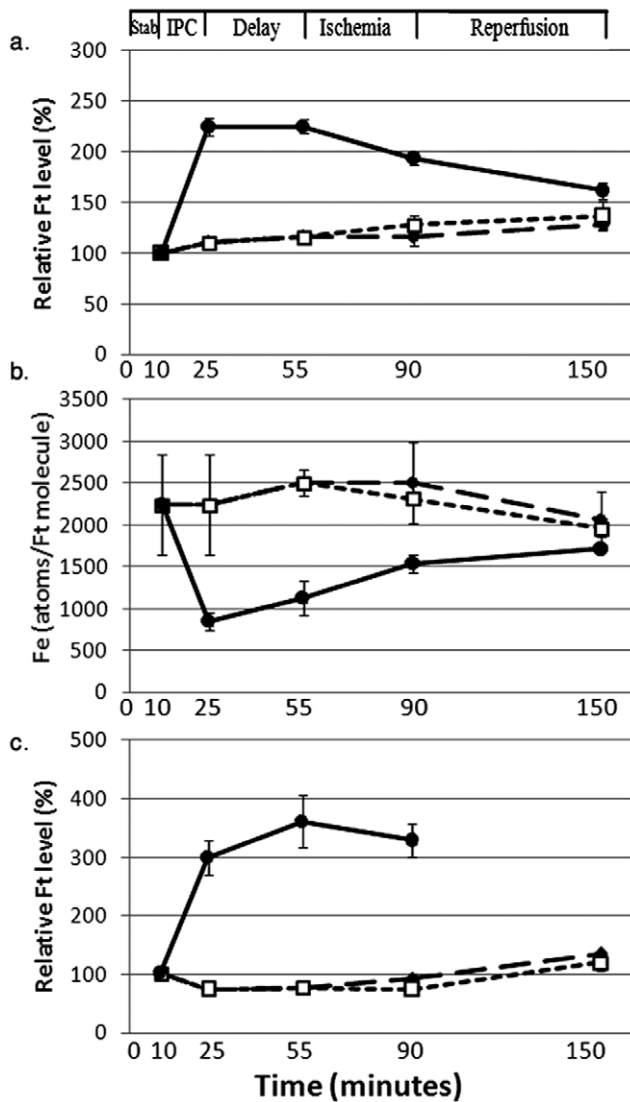 Stab IPC Delay Ischemia Reperfusion
a.
Relative Ft level (%)
300
250
200
150
100
50
0
0 10 25 55 90 150
b.
Fe (atoms/Ft molecule)
3500
3000
2500
2000
1500
1000
500
0
0 10 25 55 90 150
c.
Relative Ft level (%)
500
400
300
200
100
0
0 10 25 55 90 150
Time (minutes)